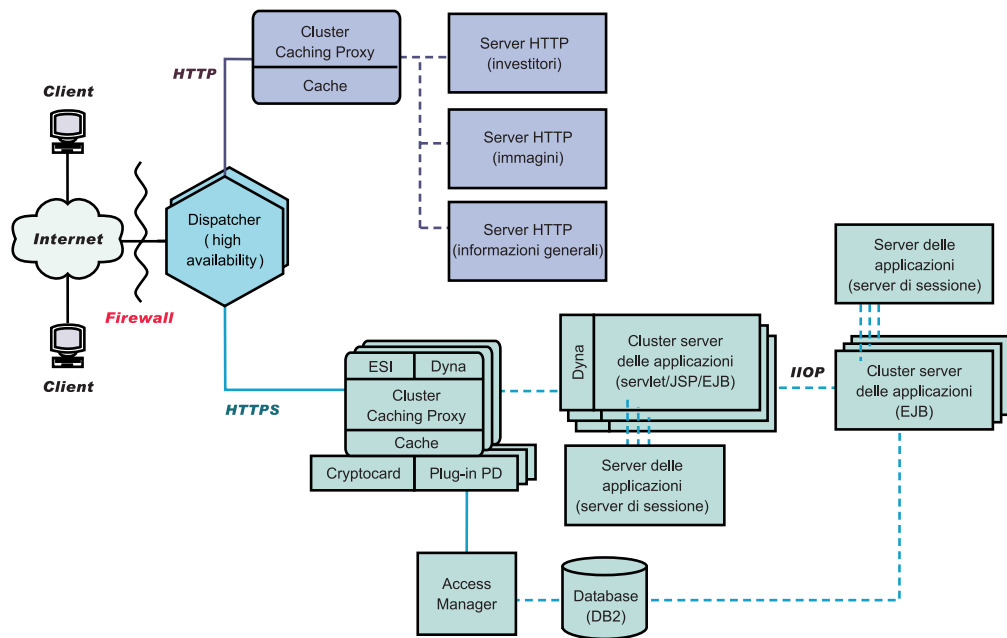 Cluster
Caching Proxy
Cache
Server HTTP
(investitori)
HTTP
Client
Server HTTP
(immagini)
Dispatcher
( high
availability )
Internet
Server HTTP
(informazioni generali)
Firewall
Client
HTTPS
ESI
Dyna
Cluster
Caching Proxy
Cache
Cryptocard
Plug-in PD
Dyna
Cluster server
delle applicazioni
(servlet/JSP/EJB)
IIOP
Server delle
applicazioni
(server di sessione)
Cluster server
delle applicazioni
(EJB)
Server delle
applicazioni
(server di sessione)
Access
Manager
Database
(DB2)